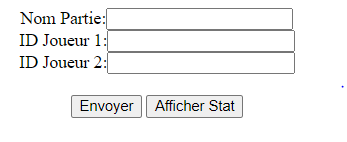 Nom Partie:
ID Joueur 1:
ID Joueur 2:
Envoyer Afficher Stat